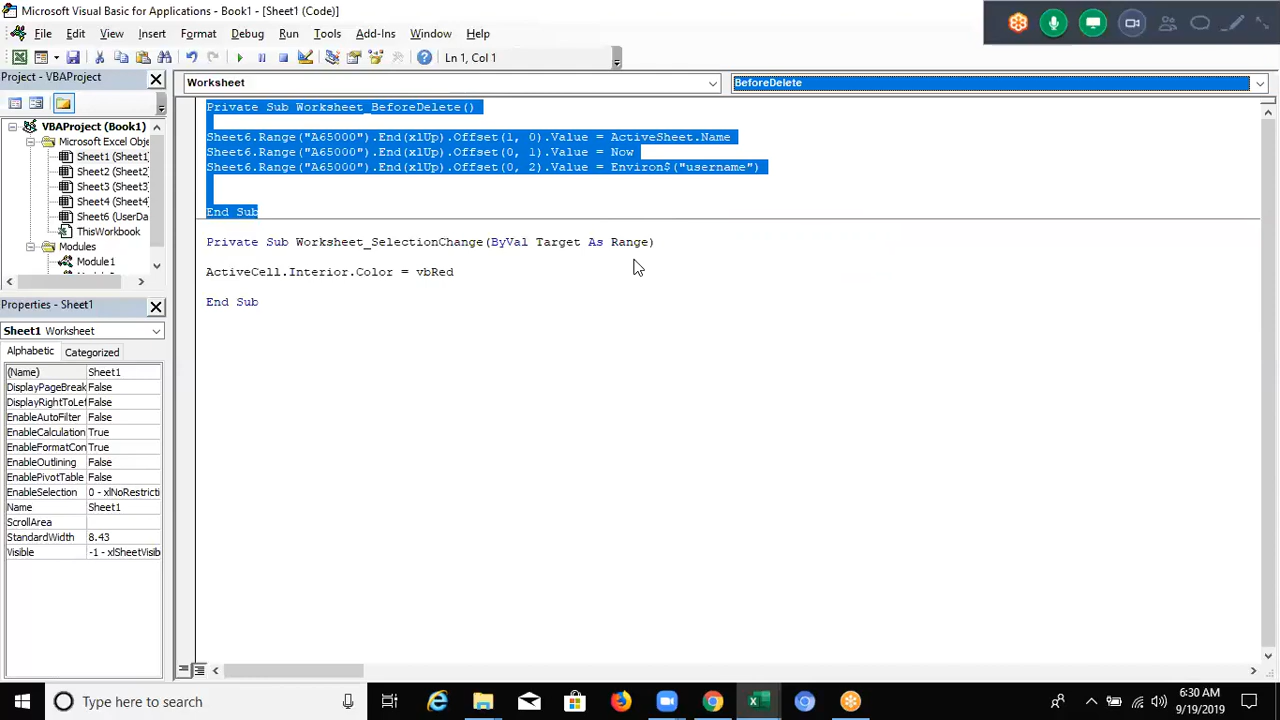 Microsoft Visual Basic for Applications - Book1 - [Sheet1 (Code)]
File Edit View Insert Format Debug Run Tools Add-Ins Window Help
Ln 1, Col 1
Project - VBAProject
Worksheet
BeforeDelete
VBAProject (Book1)
Microsoft Excel Obje
Sheet1 (Sheet1)
Sheet2 (Sheet2)
Sheet3 (Sheet3)
Sheet4 (Sheet4)
Sheet6 (UserDa
ThisWorkbook
Modules
Module1
Private Sub Worksheet_BeforeDelete()
Sheet6.Range("A65000").End(xlUp).Offset(1, 0).Value = ActiveSheet.Name
Sheet6.Range("A65000").End(xlUp).Offset(0, 1).Value = Now
Sheet6.Range("A65000").End(xlUp).Offset(0, 2).Value = Environ$("username")
End Sub
Private Sub Worksheet_SelectionChange(ByVal Target As Range)
ActiveCell.Interior.Color = vbRed
End Sub
Properties - Sheet1
Sheet1 Worksheet
Alphabetic Categorized
(Name) Sheet1
DisplayPageBreak False
DisplayRightToLef False
EnableAutoFilter False
EnableCalculation True
EnableFormatCon True
EnableOutlining False
EnablePivotTable False
EnableSelection 0 - xlNoRestricti
Name Sheet1
ScrollArea
StandardWidth 8.43
Visible -1 - xlSheetVisib
Type here to search
6:30 AM
9/19/2019